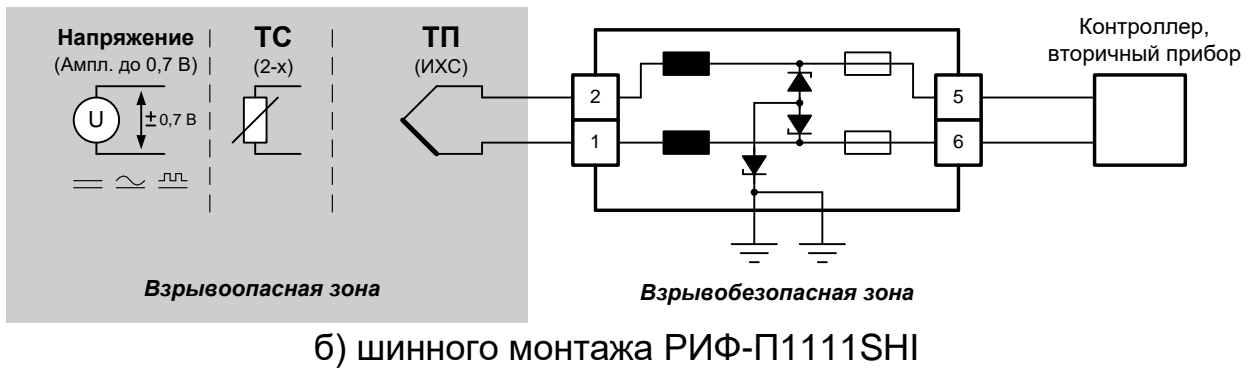 Напряжение
(Ампл. до 0,7 В)
U
± 0,7 В
ТС
(2-х)
ТП
(ИХС)
2
1
5
6
Контроллер,
вторичный прибор
Взрывоопасная зона
Взрывобезопасная зона
б) шинного монтажа РИФ-П1111SHI